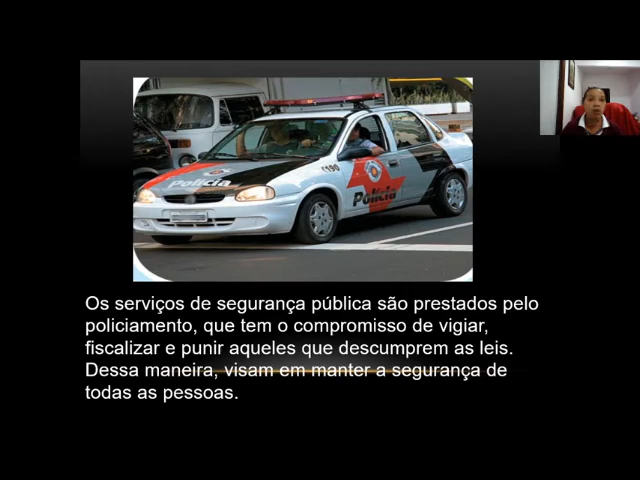 190
Polícia
Polícia
Os serviços de segurança pública são prestados pelo
policiamento, que tem o compromisso de vigiar,
fiscalizar e punir aqueles que descumprem as leis.
Dessa maneira, visam em manter a segurança de
todas as pessoas.